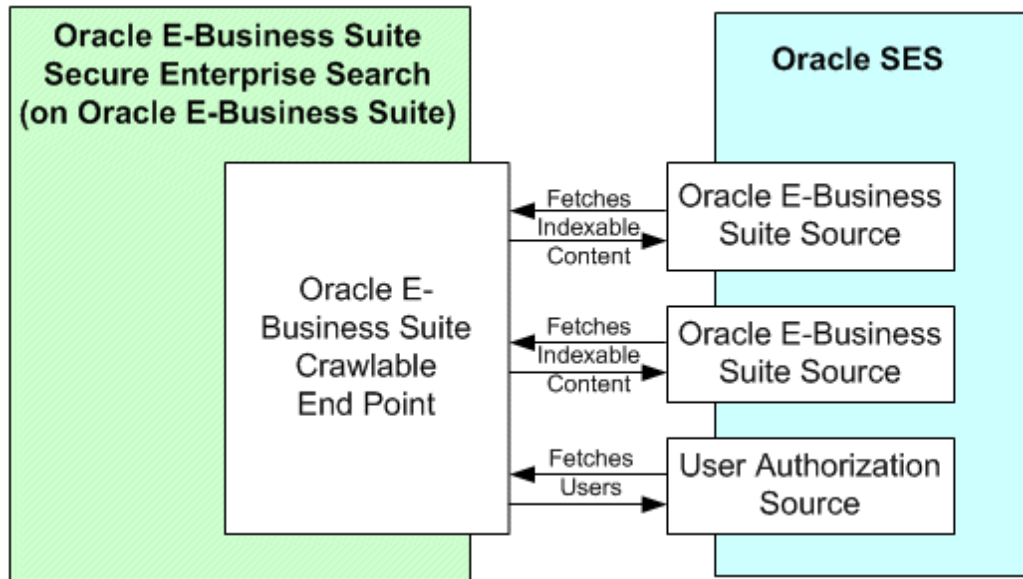 Oracle E-Business Suite
Secure Enterprise Search
(on Oracle E-Business Suite)
Oracle SES
Oracle E-
Business Suite
Crawlable
End Point
Fetches
Indexable
Content
Oracle E-Business
Suite Source
Fetches
Indexable
Content
Oracle E-Business
Suite Source
Fetches
Users
User Authorization
Source